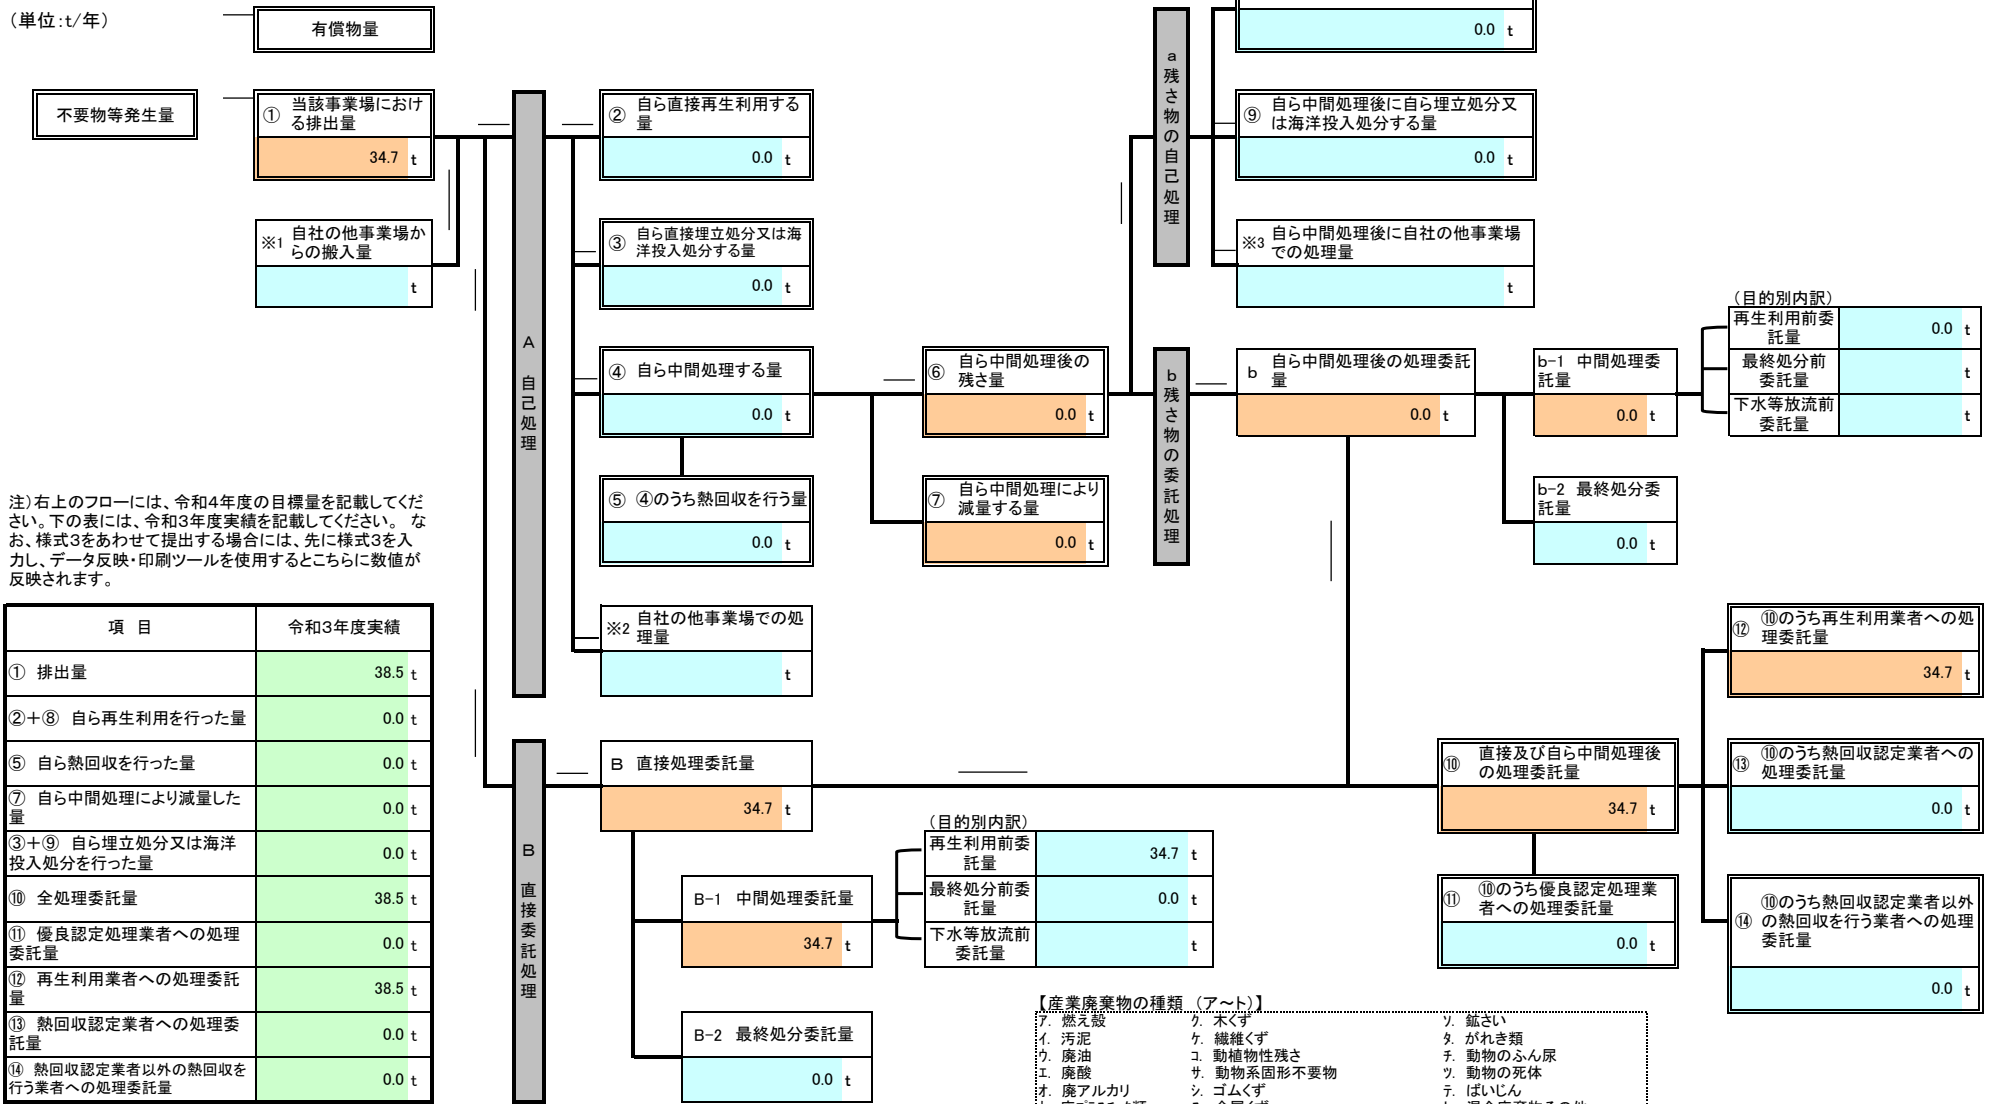 （単位：t/年）
有償物量
不要物等発生量
① 当該事業場におけ
る排出量
34.7 t
※1 自社の他事業場か
らの搬入量
t
A 自己処理
② 自ら直接再生利用する
量
0.0 t
③ 自ら直接埋立処分又は海
洋投入処分する量
0.0 t
④ 自ら中間処理する量
0.0 t
⑤ ④のうち熱回収を行う量
0.0 t
※2 自社の他事業場での処
理量
t
⑥ 自ら中間処理後の
残さ量
0.0 t
⑦ 自ら中間処理により
減量する量
0.0 t
a 残さ物の自己処理
0.0 t
⑨ 自ら中間処理後に自ら埋立処分又
は海洋投入処分する量
0.0 t
※3 自ら中間処理後に自社の他事業場
での処理量
t
b 残さ物の委託処理
b 自ら中間処理後の処理委託
量
0.0 t
b-1 中間処理委
託量
0.0 t
b-2 最終処分委
託量
0.0 t
（目的別内訳）
再生利用前委
託量
0.0 t
最終処分前
委託量
t
下水等放流前
委託量
t
注）右上のフローには、令和4年度の目標量を記載してくだ
さい。下の表には、令和3年度実績を記載してください。 な
お、様式3をあわせて提出する場合には、先に様式3を入
力し、データ反映・印刷ツールを使用するとこちらに数値が
反映されます。
項 目 令和3年度実績
① 排出量 38.5 t
②＋⑧ 自ら再生利用を行った量 0.0 t
⑤ 自ら熱回収を行った量 0.0 t
⑦ 自ら中間処理により減量した
量 0.0 t
③＋⑨ 自ら埋立処分又は海洋
投入処分を行った量 0.0 t
⑩ 全処理委託量 38.5 t
⑪ 優良認定処理業者への処理
委託量 0.0 t
⑫ 再生利用業者への処理委託
量 38.5 t
⑬ 熱回収認定業者への処理委
託量 0.0 t
⑭ 熱回収認定業者以外の熱回収を
行う業者への処理委託量 0.0 t
B 直接委託処理
B 直接処理委託量
34.7 t
B-1 中間処理委託量
34.7 t
B-2 最終処分委託量
0.0 t
（目的別内訳）
再生利用前委
託量
34.7 t
最終処分前委
託量
0.0 t
下水等放流前
委託量
t
⑩ 直接及び自ら中間処理後
の処理委託量
34.7 t
⑪ ⑩のうち優良認定処理業
者への処理委託量
0.0 t
⑫ ⑩のうち再生利用業者への処
理委託量
34.7 t
⑬ ⑩のうち熱回収認定業者への
処理委託量
0.0 t
⑭ ⑩のうち熱回収認定業者以外
の熱回収を行う業者への処理
委託量
0.0 t
【産業廃棄物の種類 （ア～ト）】
ｱ. 燃え殻 ｸ. 木くず ｿ. 鉱さい
ｲ. 汚泥 ｹ. 繊維くず ﾀ. がれき類
ｳ. 廃油 ｺ. 動植物性残さ ﾁ. 動物のふん尿
ｴ. 廃酸 ｻ. 動物系固形不要物 ﾂ. 動物の死体
ｵ. 廃アルカリ ｼ. ゴムくず ﾃ. ばいじん